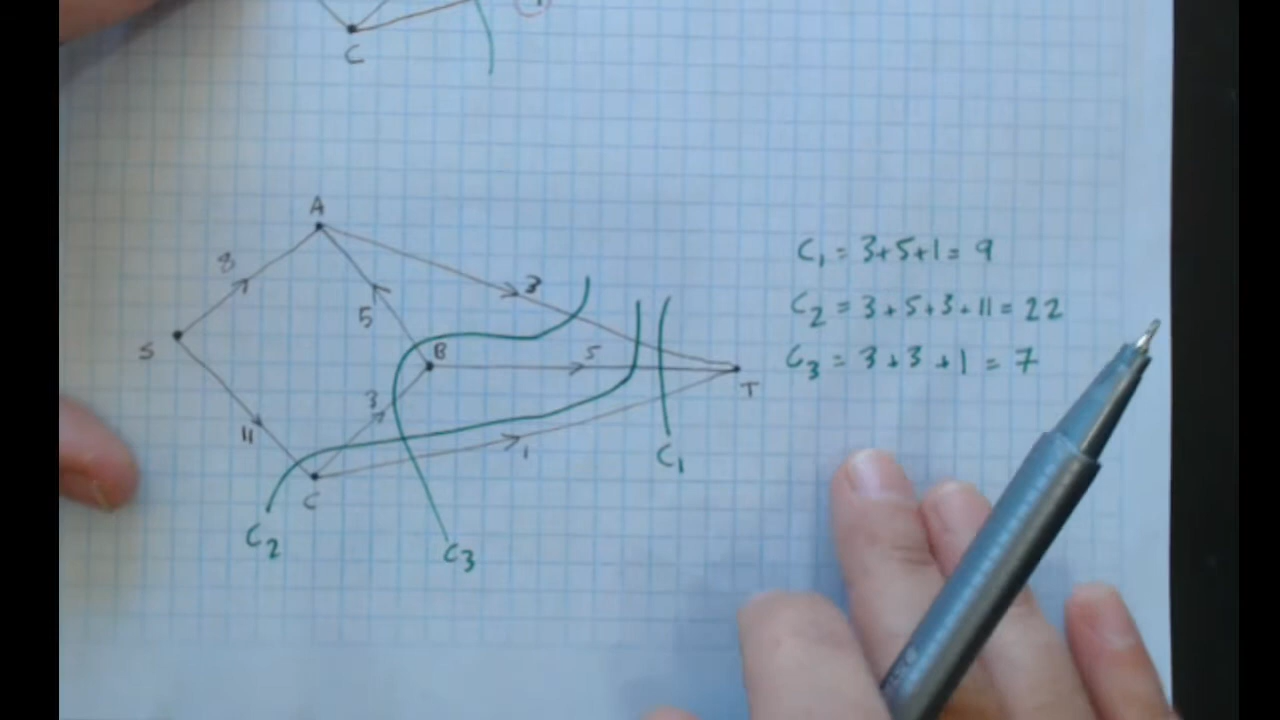 C
A
8
3
5
S
B
5
T
3
11
1
C
C₁
C₂
C₃
C₁ = 3+5+1= 9
C₂ = 3+5+3+11= 22
C₃ = 3+3+1 = 7